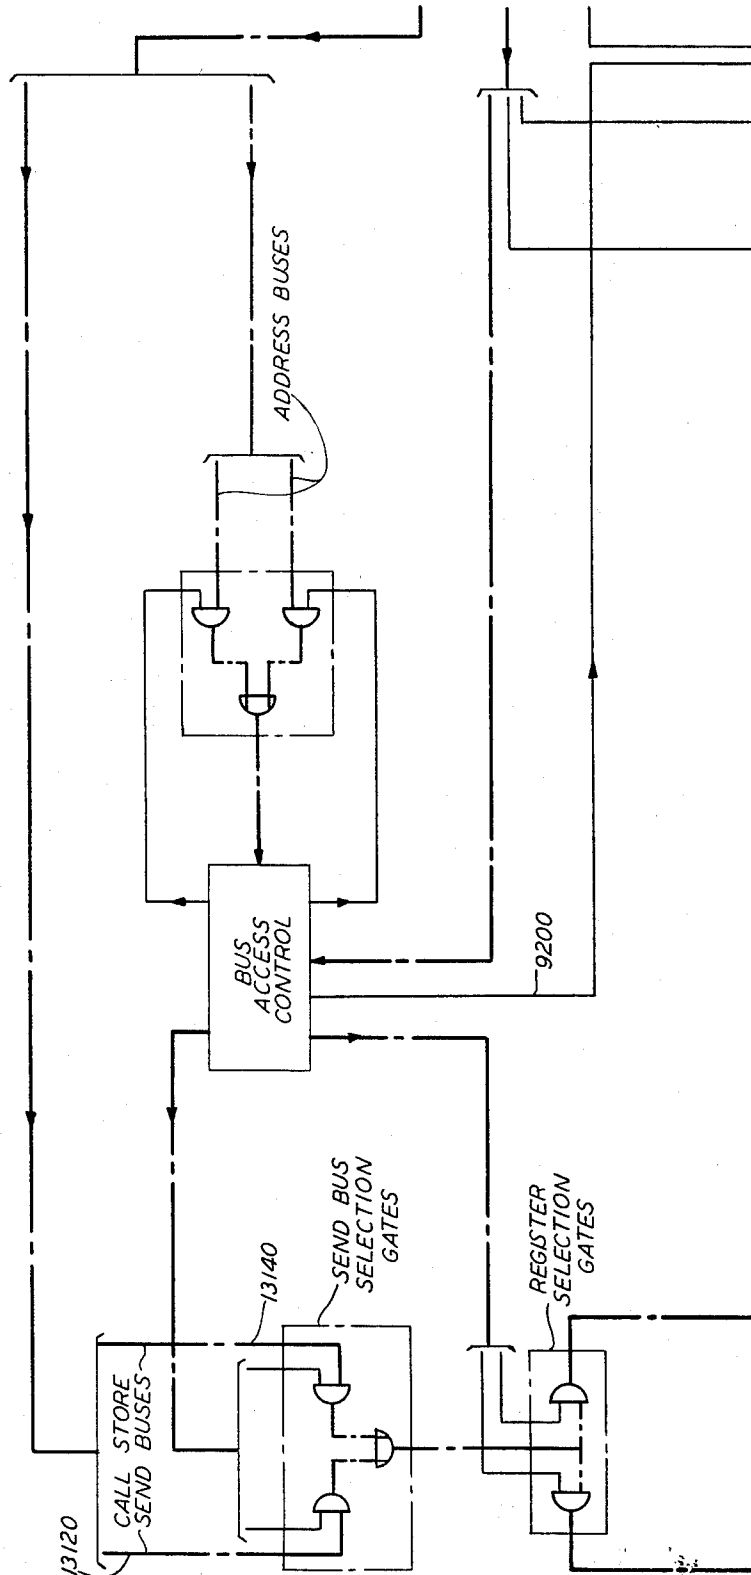 ADDRESS BUSES
BUS
ACCESS
CONTROL
9200
SEND BUS
SELECTION
GATES
13140
REGISTER
SELECTION
GATES
CALL STORE
SEND BUSES
13120